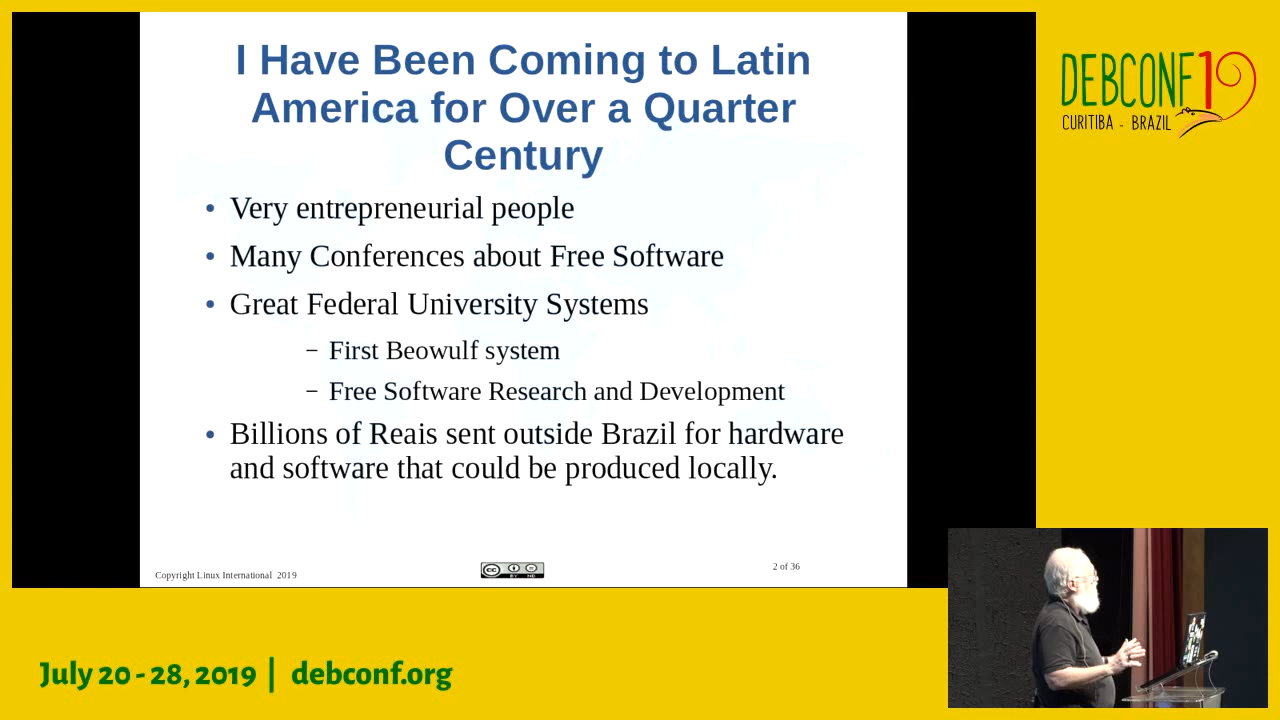 I Have Been Coming to Latin
America for Over a Quarter
Century
• Very entrepreneurial people
• Many Conferences about Free Software
• Great Federal University Systems
– First Beowulf system
– Free Software Research and Development
• Billions of Reais sent outside Brazil for hardware
and software that could be produced locally.
Copyright Linux International 2019
cc BY ND
2 of 36
DEBCONF19
CURITIBA - BRAZIL
July 20 - 28, 2019 | debconf.org